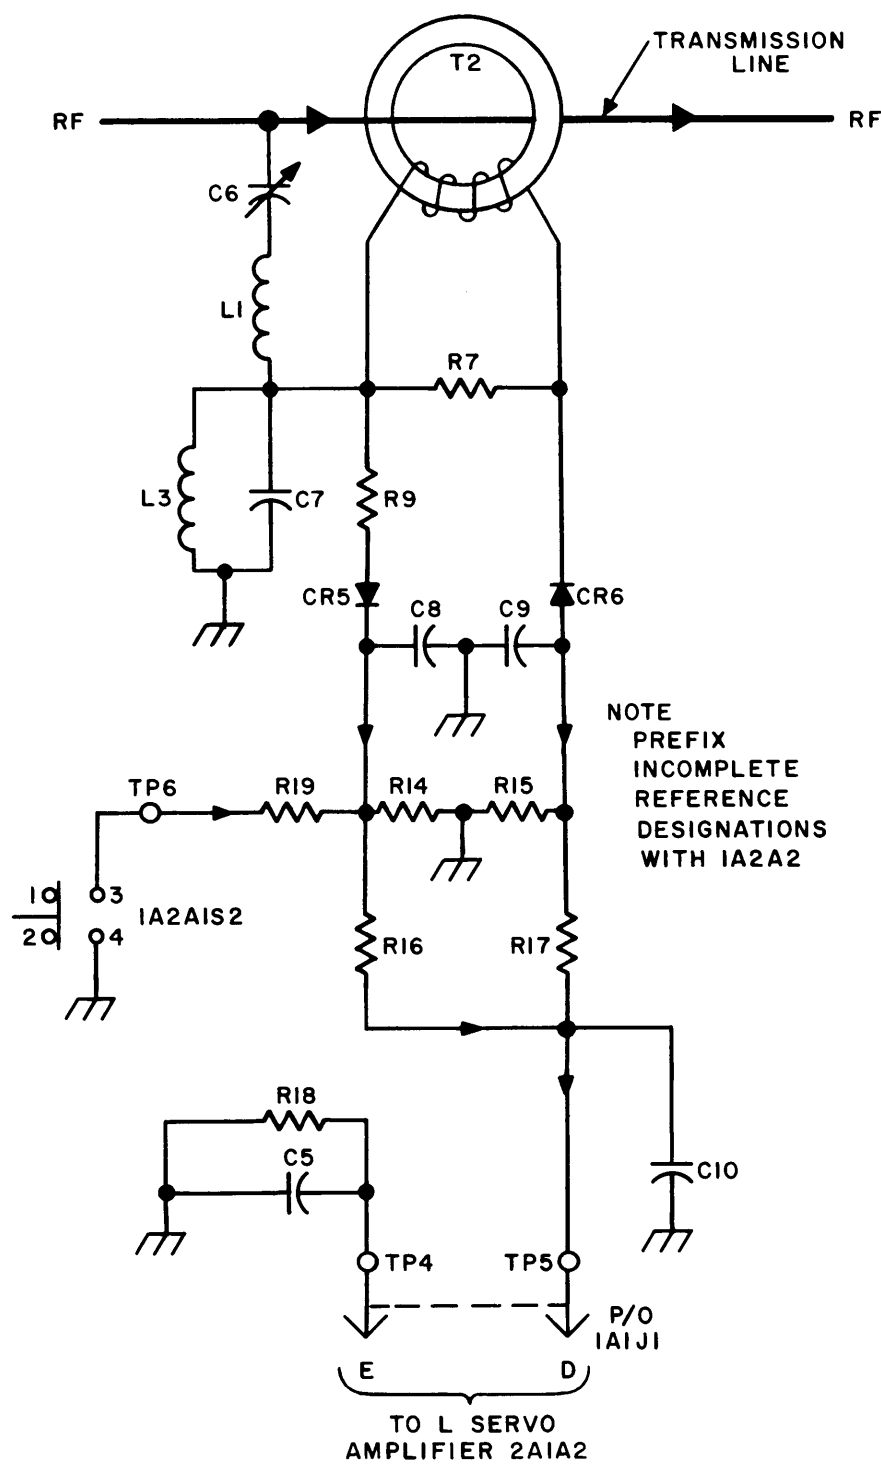 T2
TRANSMISSION
LINE
RF
RF
C6
L1
R7
L3
C7
R9
CR5
C8
C9
CR6
NOTE
PREFIX
INCOMPLETE
REFERENCE
DESIGNATIONS
WITH 1A2A2
TP6
R19
R14
R15
1
3
1A2A1S2
2
4
R16
R17
R18
C5
C10
TP4
TP5
P/O
1A1J1
E
D
TO L SERVO
AMPLIFIER 2A1A2